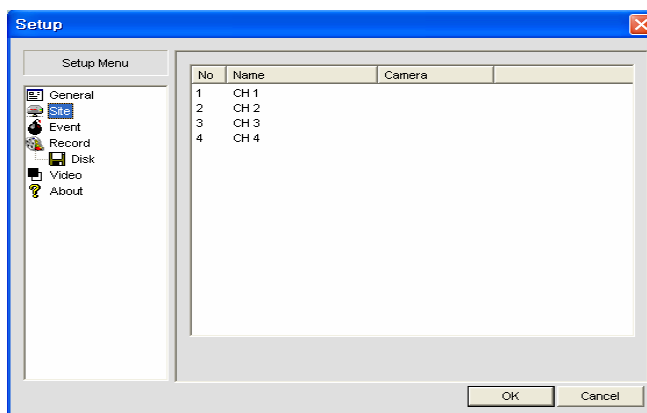 Setup
Setup Menu
General
Site
Event
Record
Disk
Video
About
No Name Camera
1 CH 1
2 CH 2
3 CH 3
4 CH 4
OK Cancel